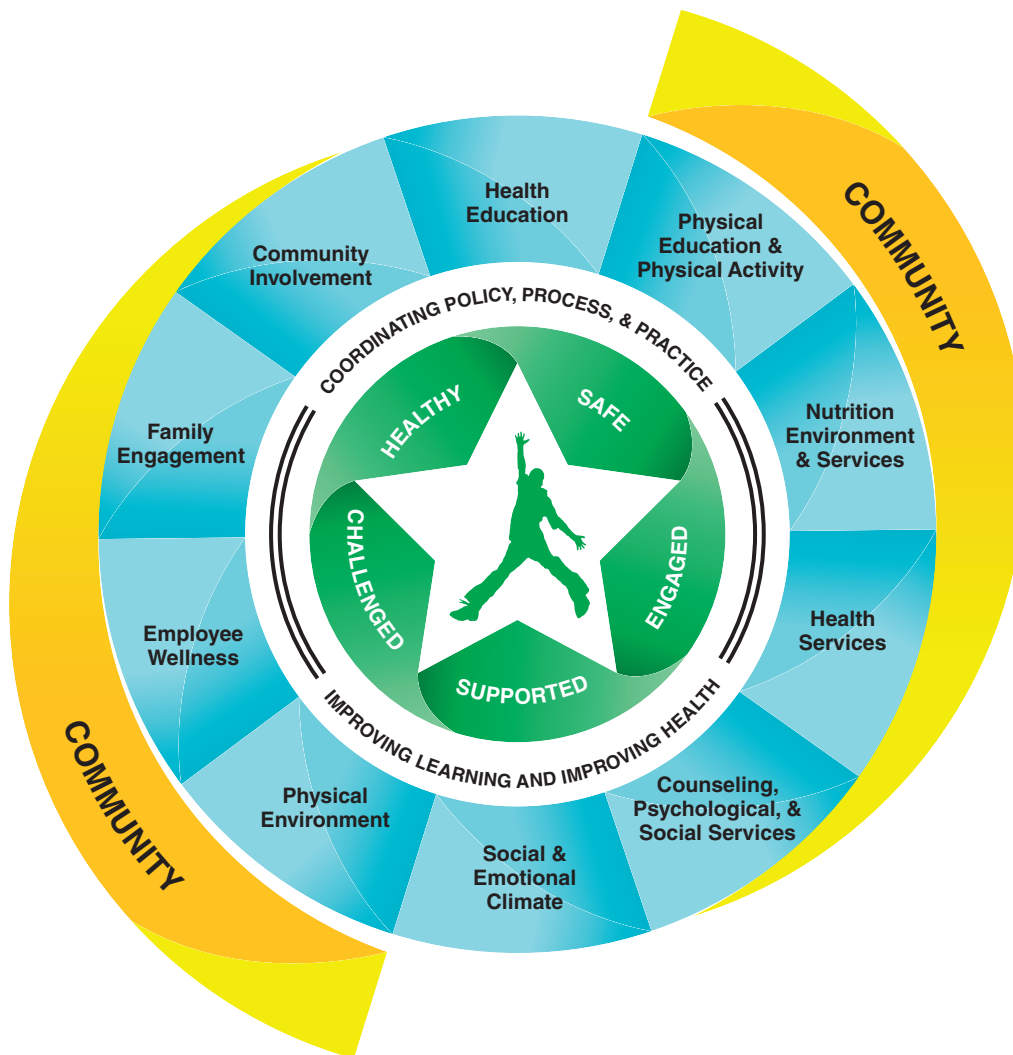 COMMUNITY
Health
Education
Physical
Education &
Physical Activity
Nutrition
Environment
& Services
Health
Services
Counseling,
Psychological, &
Social Services
Social &
Emotional
Climate
Physical
Environment
Employee
Wellness
Family
Engagement
Community
Involvement
COORDINATING POLICY, PROCESS, & PRACTICE
IMPROVING LEARNING AND IMPROVING HEALTH
HEALTHY
SAFE
ENGAGED
SUPPORTED
CHALLENGED
COMMUNITY